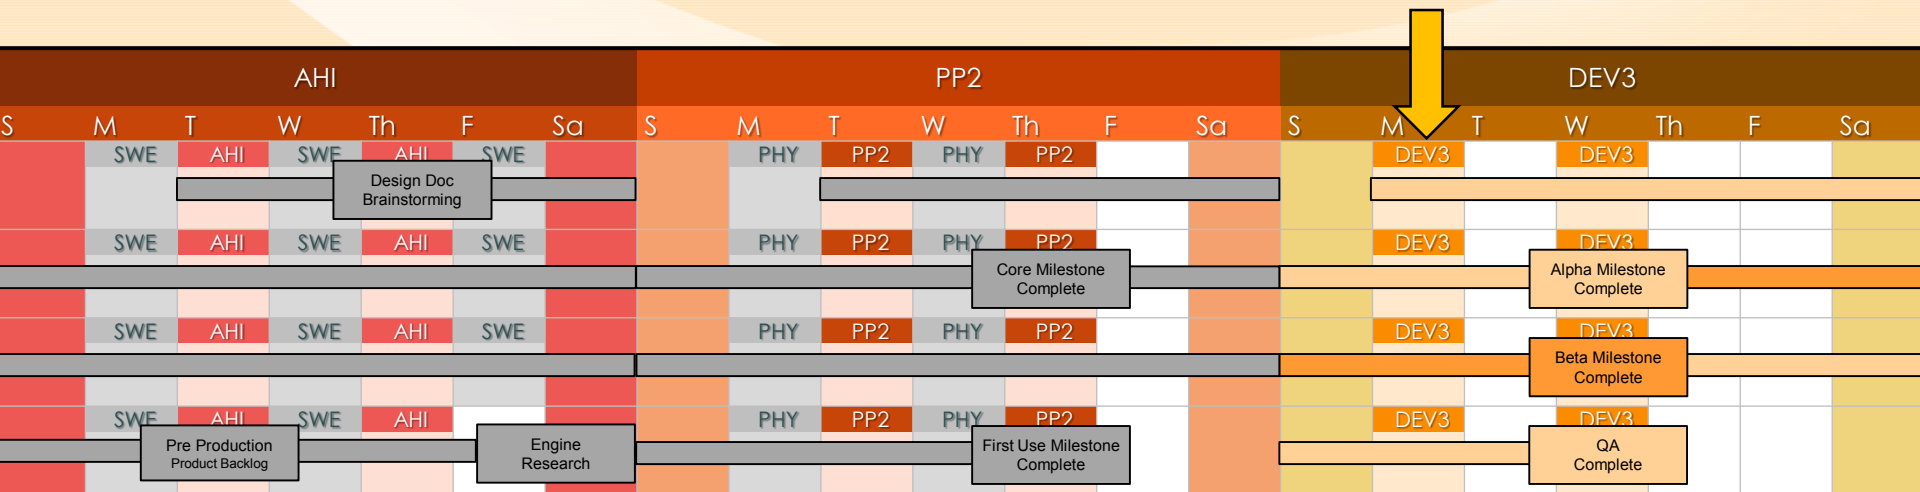 AHI PP2 DEV3
S M T W Th F Sa S M T W Th F Sa S M T W Th F Sa
SWE AHI SWE AHI SWE PHY PP2 PHY PP2 DEV3 DEV3
Design Doc
Brainstorming
SWE AHI SWE AHI SWE PHY PP2 PHY PP2 DEV3 DEV3
Core Milestone
Complete
Alpha Milestone
Complete
SWE AHI SWE AHI SWE PHY PP2 PHY PP2 DEV3 DEV3
Beta Milestone
Complete
SWE AHI SWE AHI PHY PP2 PHY PP2 DEV3 DEV3
Pre Production
Product Backlog
Engine
Research
First Use Milestone
Complete
QA
Complete